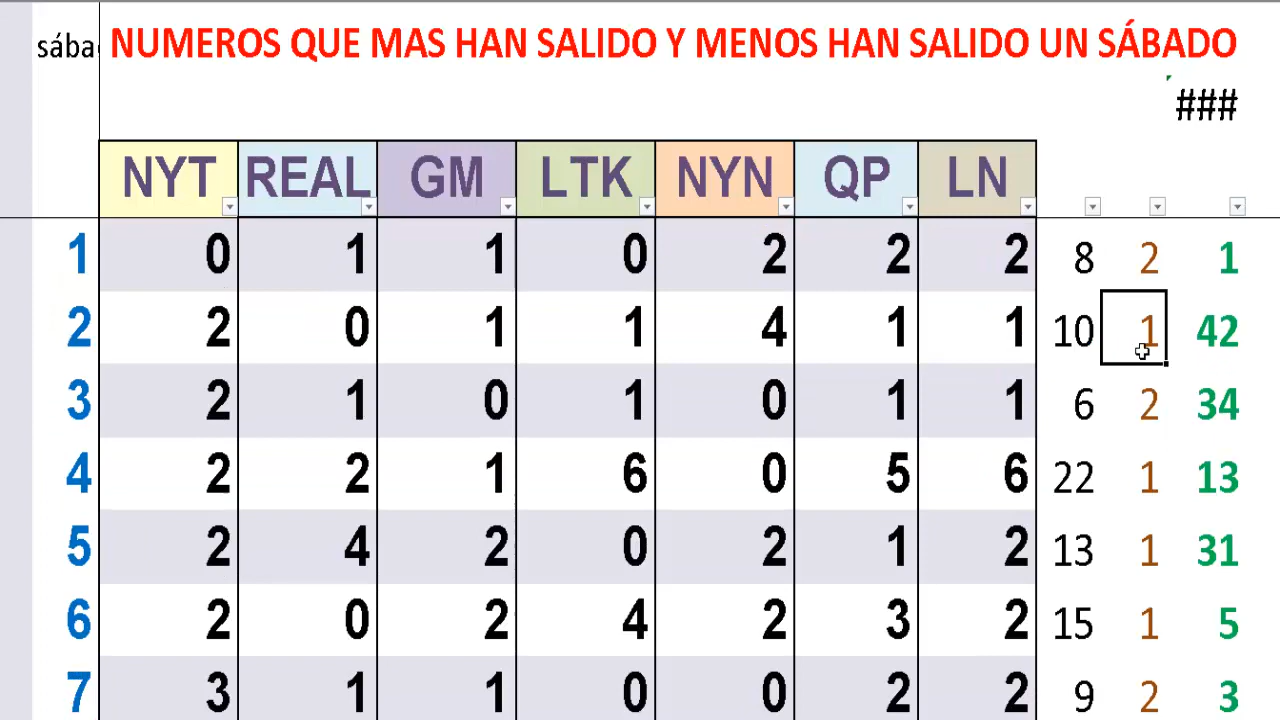 sába
NUMEROS QUE MAS HAN SALIDO Y MENOS HAN SALIDO UN SÁBADO
###
NYT REAL GM LTK NYN QP LN
1 0 1 1 0 2 2 2 8 2 1
2 2 0 1 1 4 1 1 10 1 42
3 2 1 0 1 0 1 1 6 2 34
4 2 2 1 6 0 5 6 22 1 13
5 2 4 2 0 2 1 2 13 1 31
6 2 0 2 4 2 3 2 15 1 5
7 3 1 1 0 0 2 2 9 2 3